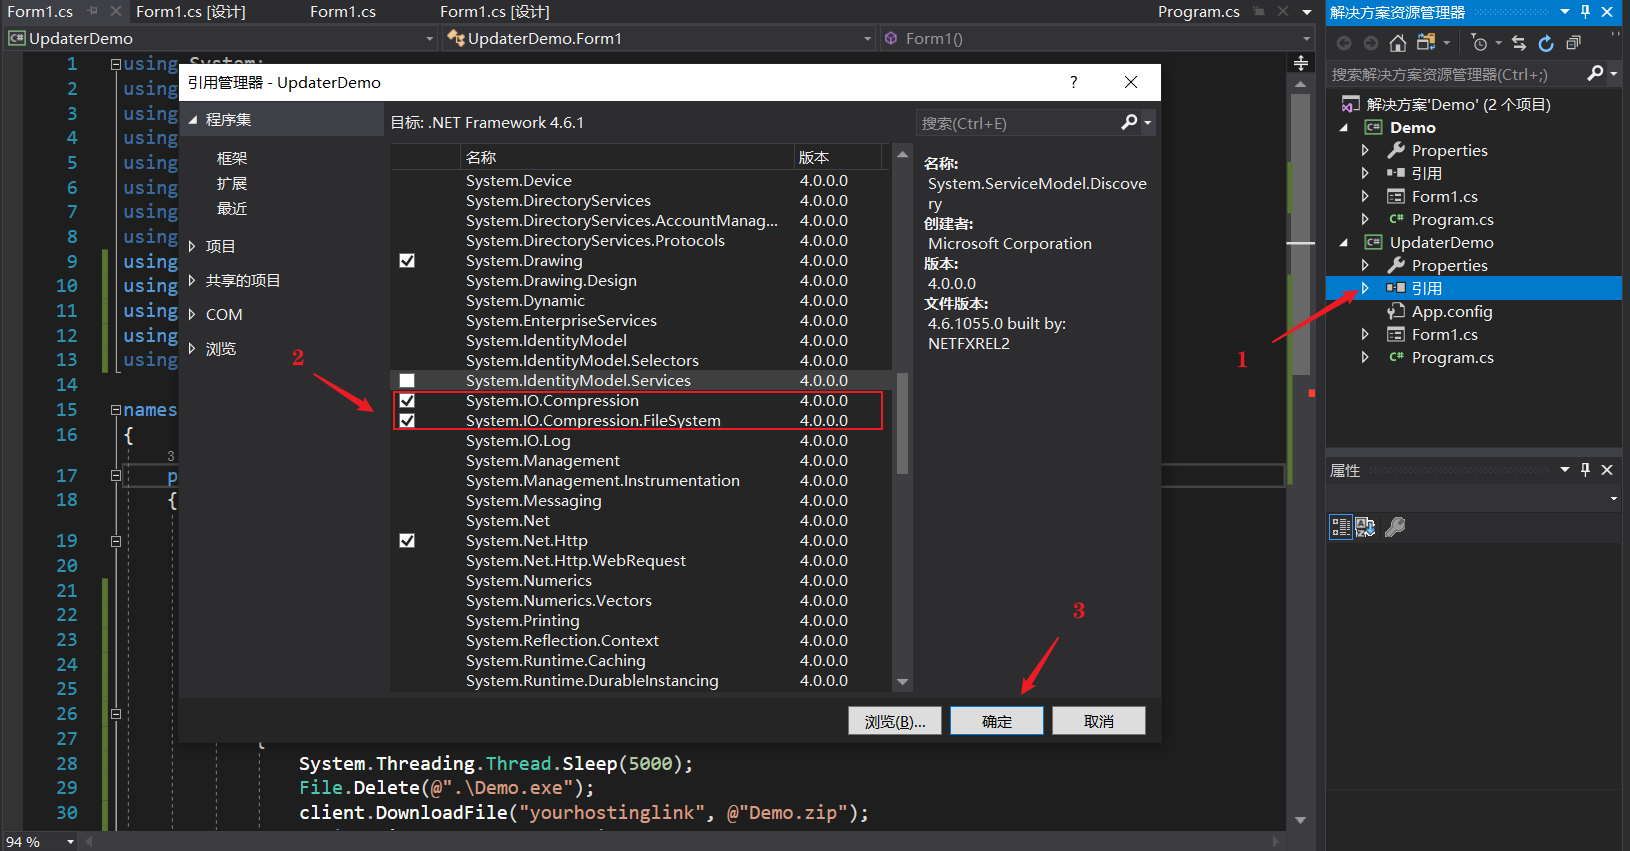 Form1.cs
Form1.cs [设计]
Form1.cs
Form1.cs [设计]
Program.cs
UpdaterDemo
UpdaterDemo.Form1
Form1()
1 using System;
2 using
3 using
4 using
5 using
6 using
7 using
8 using
9 using
10 using
11 using
12 using
13 using
14
15 names
16 {
3
17 p
18 {
19
20
21
22
23
24
25
26
27 {
28 System.Threading.Thread.Sleep(5000);
29 File.Delete(@".\Demo.exe");
30 client.DownloadFile("yourhostinglink", @"Demo.zip");
94 %
引用管理器 - UpdaterDemo
?
程序集
框架
扩展
最近
项目
共享的项目
COM
浏览
目标: .NET Framework 4.6.1
搜索(Ctrl+E)
名称 版本
System.Device 4.0.0.0
System.DirectoryServices 4.0.0.0
System.DirectoryServices.AccountManag... 4.0.0.0
System.DirectoryServices.Protocols 4.0.0.0
System.Drawing 4.0.0.0
System.Drawing.Design 4.0.0.0
System.Dynamic 4.0.0.0
System.EnterpriseServices 4.0.0.0
System.IdentityModel 4.0.0.0
System.IdentityModel.Selectors 4.0.0.0
System.IdentityModel.Services 4.0.0.0
System.IO.Compression 4.0.0.0
System.IO.Compression.FileSystem 4.0.0.0
System.IO.Log 4.0.0.0
System.Management 4.0.0.0
System.Management.Instrumentation 4.0.0.0
System.Messaging 4.0.0.0
System.Net 4.0.0.0
System.Net.Http 4.0.0.0
System.Net.Http.WebRequest 4.0.0.0
System.Numerics 4.0.0.0
System.Numerics.Vectors 4.0.0.0
System.Printing 4.0.0.0
System.Reflection.Context 4.0.0.0
System.Runtime.Caching 4.0.0.0
System.Runtime.DurableInstancing 4.0.0.0
名称:
System.ServiceModel.Discove
ry
创建者:
Microsoft Corporation
版本:
4.0.0.0
文件版本:
4.6.1055.0 built by:
NETFXREL2
2
3
浏览(B)...
确定
取消
解决方案资源管理器
搜索解决方案资源管理器(Ctrl+;)
解决方案'Demo' (2 个项目)
C# Demo
Properties
引用
Form1.cs
C# Program.cs
C# UpdaterDemo
Properties
引用
App.config
Form1.cs
C# Program.cs
1
属性